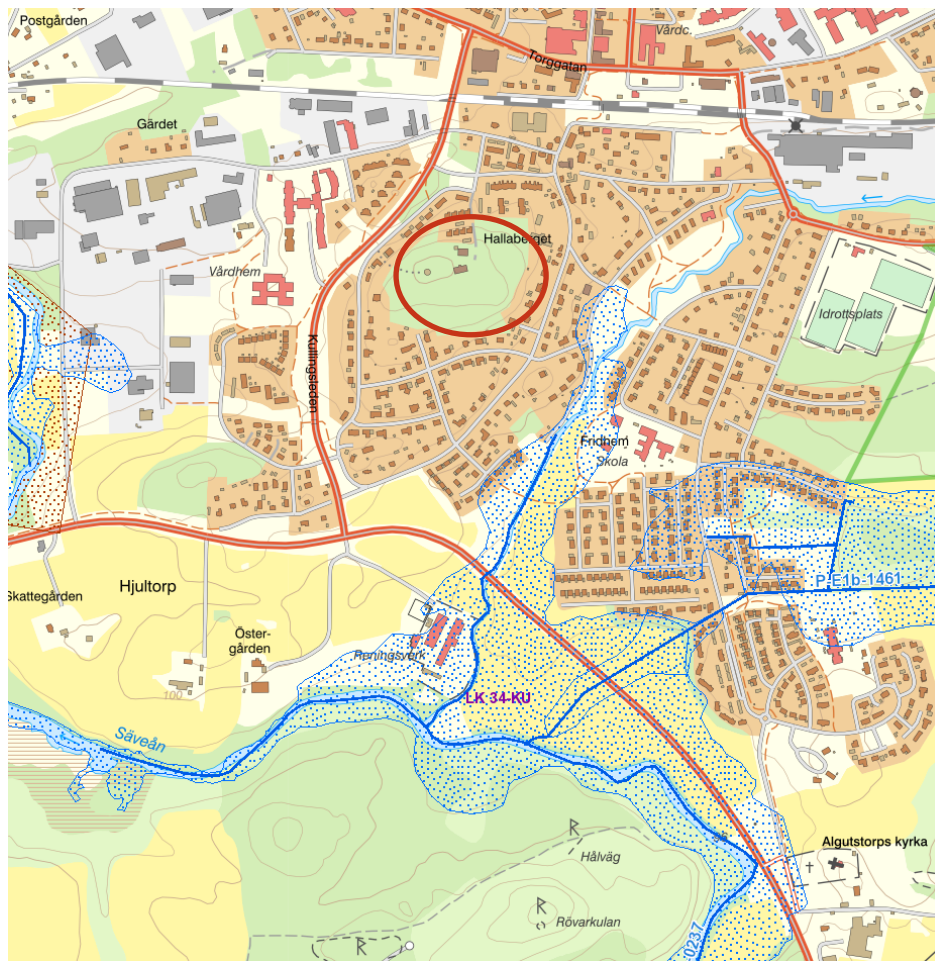 Postgården
Vårdc.
Torggatan
Gärdet
Hallaberget
Vårdhem
Idrottsplats
Kullingsleden
Fridhem
Skola
P-E1b-1461
Hjultorp
Skattegården
Öster-
gården
Reningsverk
LK 34-KU
100
Säveån
Algutstorps kyrka
Hålväg
Rövarkulan
0237